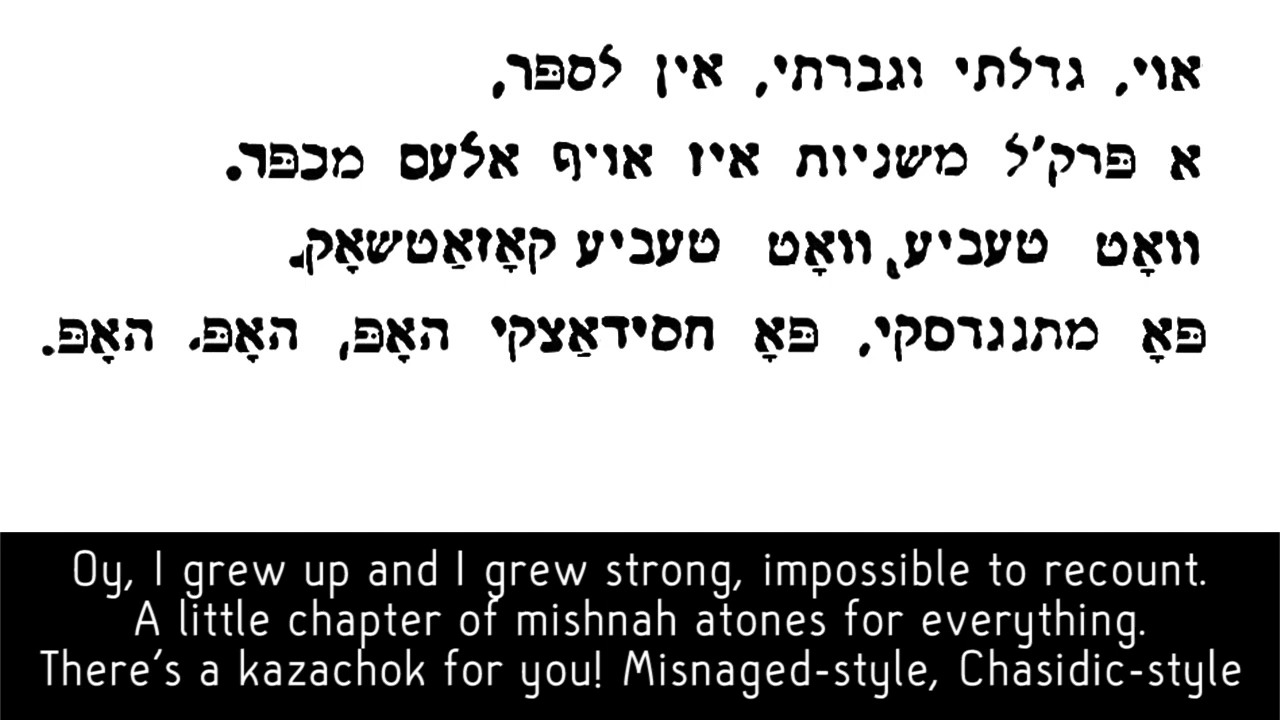 אוי, גדלתי וגברתי, אין לספּר,
א פּרק'ל משניות איז אויף אלעם מכפּר.
וואָט טעביע, וואָט טעביע קאָזאַטשאָק.
פּאָ מתנגדסקי, פּאָ חסידאַצקי האָפּ, האָפּ, האָפּ.
Oy, I grew up and I grew strong, impossible to recount.
A little chapter of mishnah atones for everything.
There's a kazachok for you! Misnaged-style, Chasidic-style